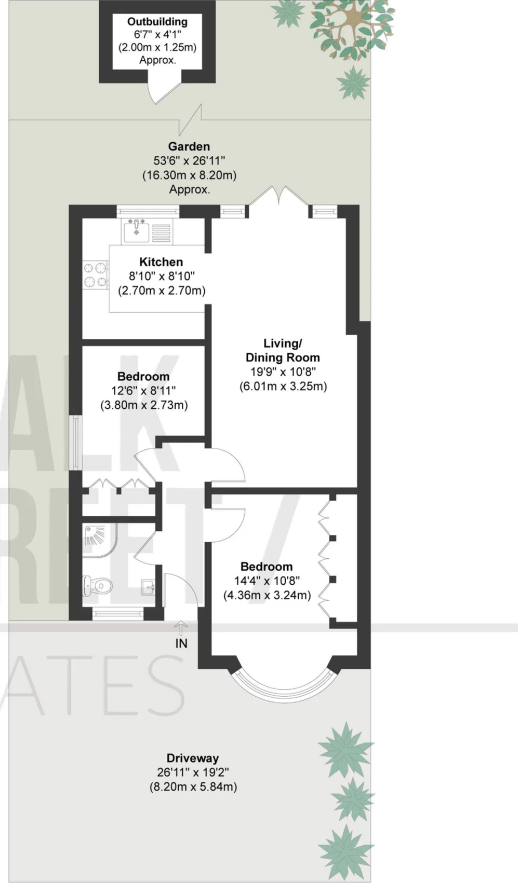 Outbuilding
6'7" x 4'1"
(2.00m x 1.25m)
Approx.
Garden
53'6" x 26'11"
(16.30m x 8.20m)
Approx.
Kitchen
8'10" x 8'10"
(2.70m x 2.70m)
Living/
Dining Room
19'9" x 10'8"
(6.01m x 3.25m)
Bedroom
12'6" x 8'11"
(3.80m x 2.73m)
Bedroom
14'4" x 10'8"
(4.36m x 3.24m)
IN
Driveway
26'11" x 19'2"
(8.20m x 5.84m)
ALK
REET /
ATES